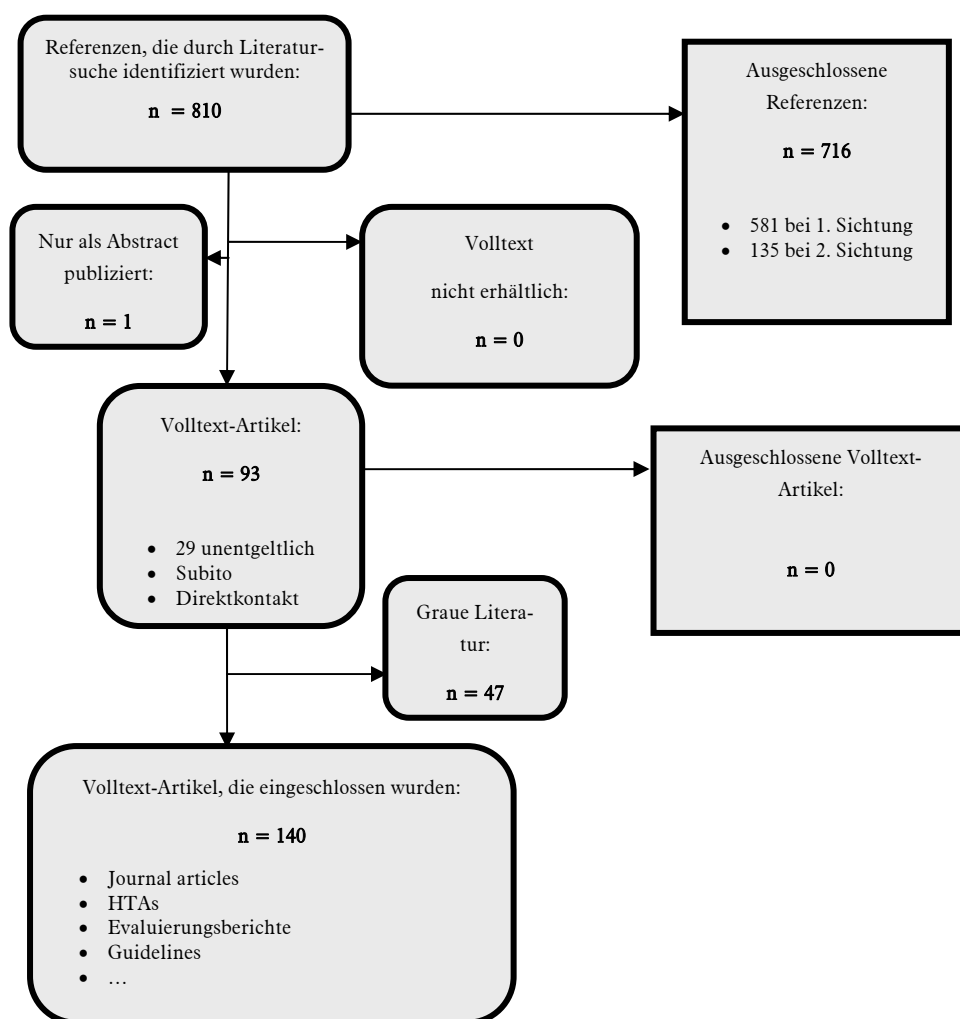 Referenzen, die durch Literatur-
suche identifiziert wurden:
n = 810
Ausgeschlossene
Referenzen:
n = 716
• 581 bei 1. Sichtung
• 135 bei 2. Sichtung
Nur als Abstract
publiziert:
n = 1
Volltext
nicht erhältlich:
n = 0
Volltext-Artikel:
n = 93
• 29 unentgeltlich
• Subito
• Direktkontakt
Ausgeschlossene Volltext-
Artikel:
n = 0
Graue Litera-
tur:
n = 47
Volltext-Artikel, die eingeschlossen wurden:
n = 140
• Journal articles
• HTAs
• Evaluierungsberichte
• Guidelines
• …